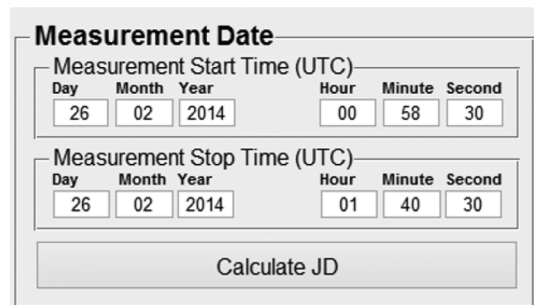 Measurement Date
Measurement Start Time (UTC)
Day Month Year Hour Minute Second
26 02 2014 00 58 30
Measurement Stop Time (UTC)
Day Month Year Hour Minute Second
26 02 2014 01 40 30
Calculate JD